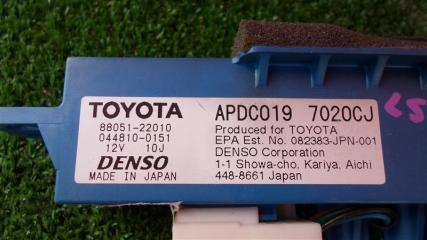 TOYOTA
88051-22010
044810-0151
12V 10J
DENSO
MADE IN JAPAN
APDC019 7020CJ
Produced for TOYOTA
EPA Est. No. 082383-JPN-001
DENSO Corporation
1-1 Showa-cho, Kariya, Aichi
448-8661 Japan